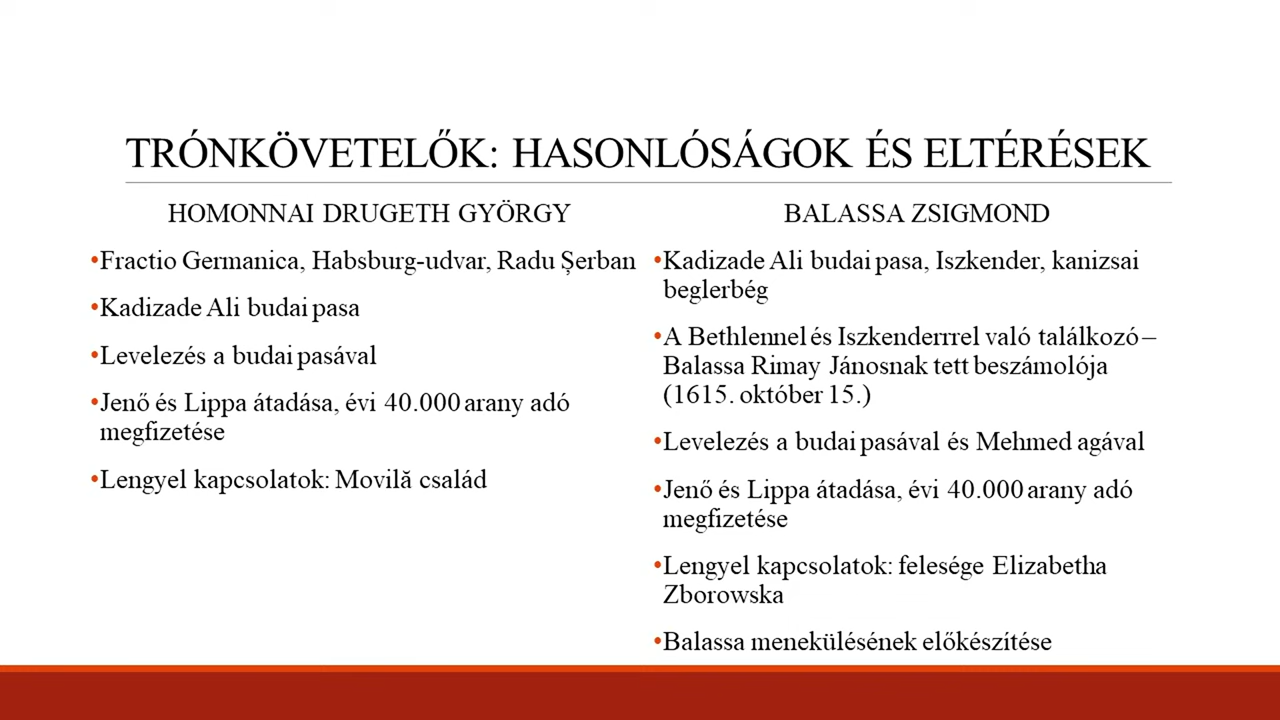 TRÓNKÖVETELŐK: HASONLÓSÁGOK ÉS ELTÉRÉSEK
HOMONNAI DRUGETH GYÖRGY
•Fractio Germanica, Habsburg-udvar, Radu Șerban
•Kadizade Ali budai pasa
•Levelezés a budai pasával
•Jenő és Lippa átadása, évi 40.000 arany adó
megfizetése
•Lengyel kapcsolatok: Movilă család
BALASSA ZSIGMOND
•Kadizade Ali budai pasa, Iszkender, kanizsai
beglerbég
•A Bethlennel és Iszkenderrrel való találkozó –
Balassa Rimay Jánosnak tett beszámolója
(1615. október 15.)
•Levelezés a budai pasával és Mehmed agával
•Jenő és Lippa átadása, évi 40.000 arany adó
megfizetése
•Lengyel kapcsolatok: felesége Elizabetha
Zborowska
•Balassa menekülésének előkészítése